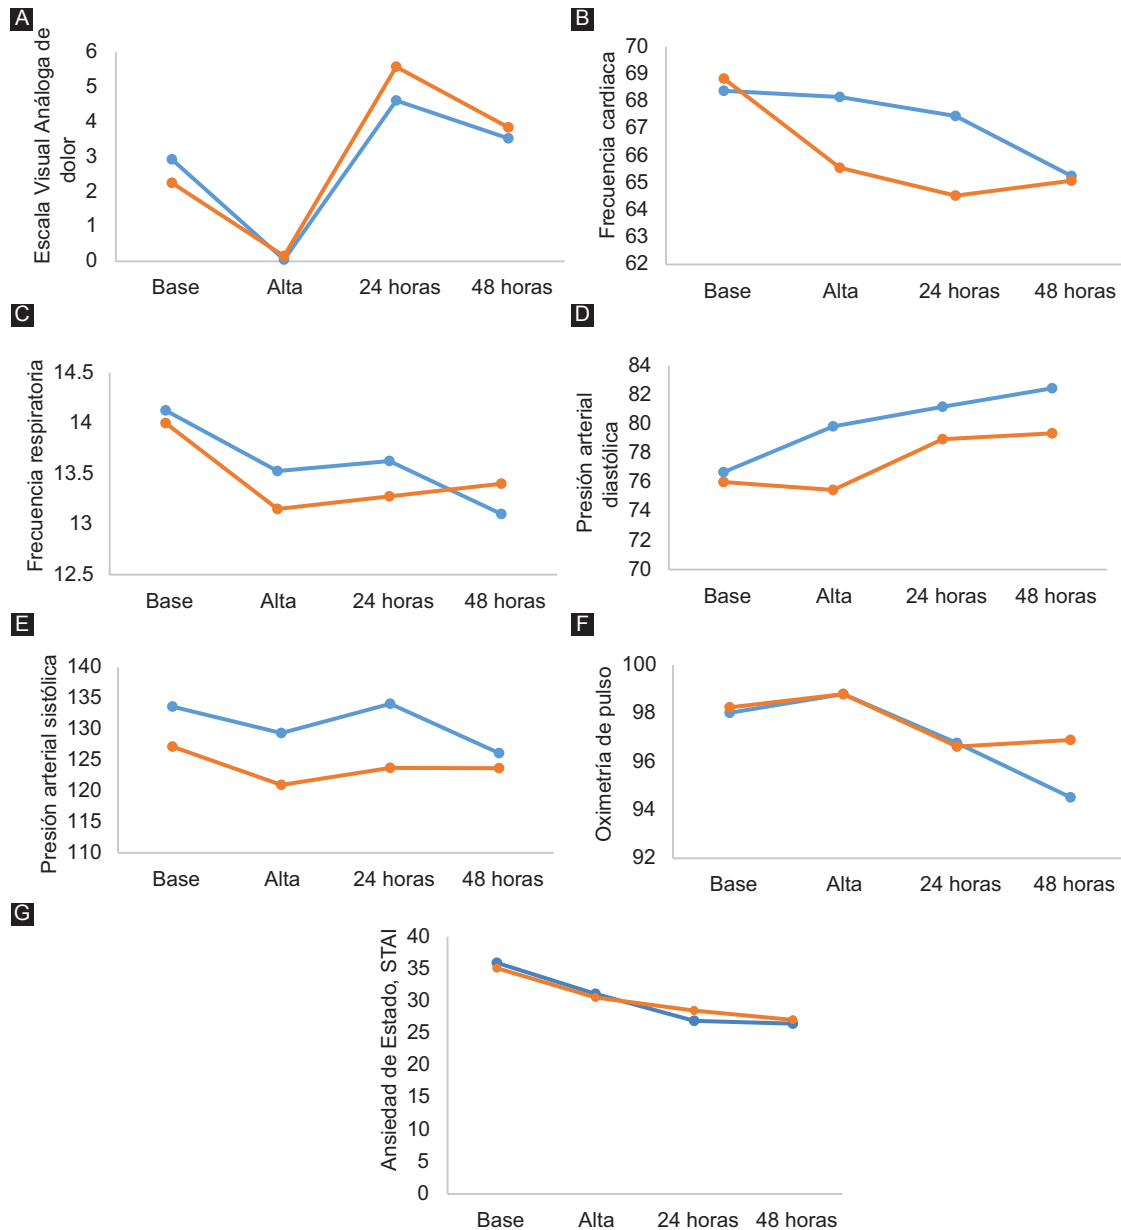 A
Escala Visual Análoga de
dolor
6
5
4
3
2
1
0
Base Alta 24 horas 48 horas
B
Frecuencia cardiaca
70
69
68
67
66
65
64
63
62
Base Alta 24 horas 48 horas
C
Frecuencia respiratoria
14.5
14
13.5
13
12.5
Base Alta 24 horas 48 horas
D
Presión arterial
diastólica
84
82
80
78
76
74
72
70
Base Alta 24 horas 48 horas
E
Presión arterial sistólica
140
135
130
125
120
115
110
Base Alta 24 horas 48 horas
F
Oximetría de pulso
100
98
96
94
92
Base Alta 24 horas 48 horas
G
Ansiedad de Estado, STAI
40
35
30
25
20
15
10
5
0
Base Alta 24 horas 48 horas